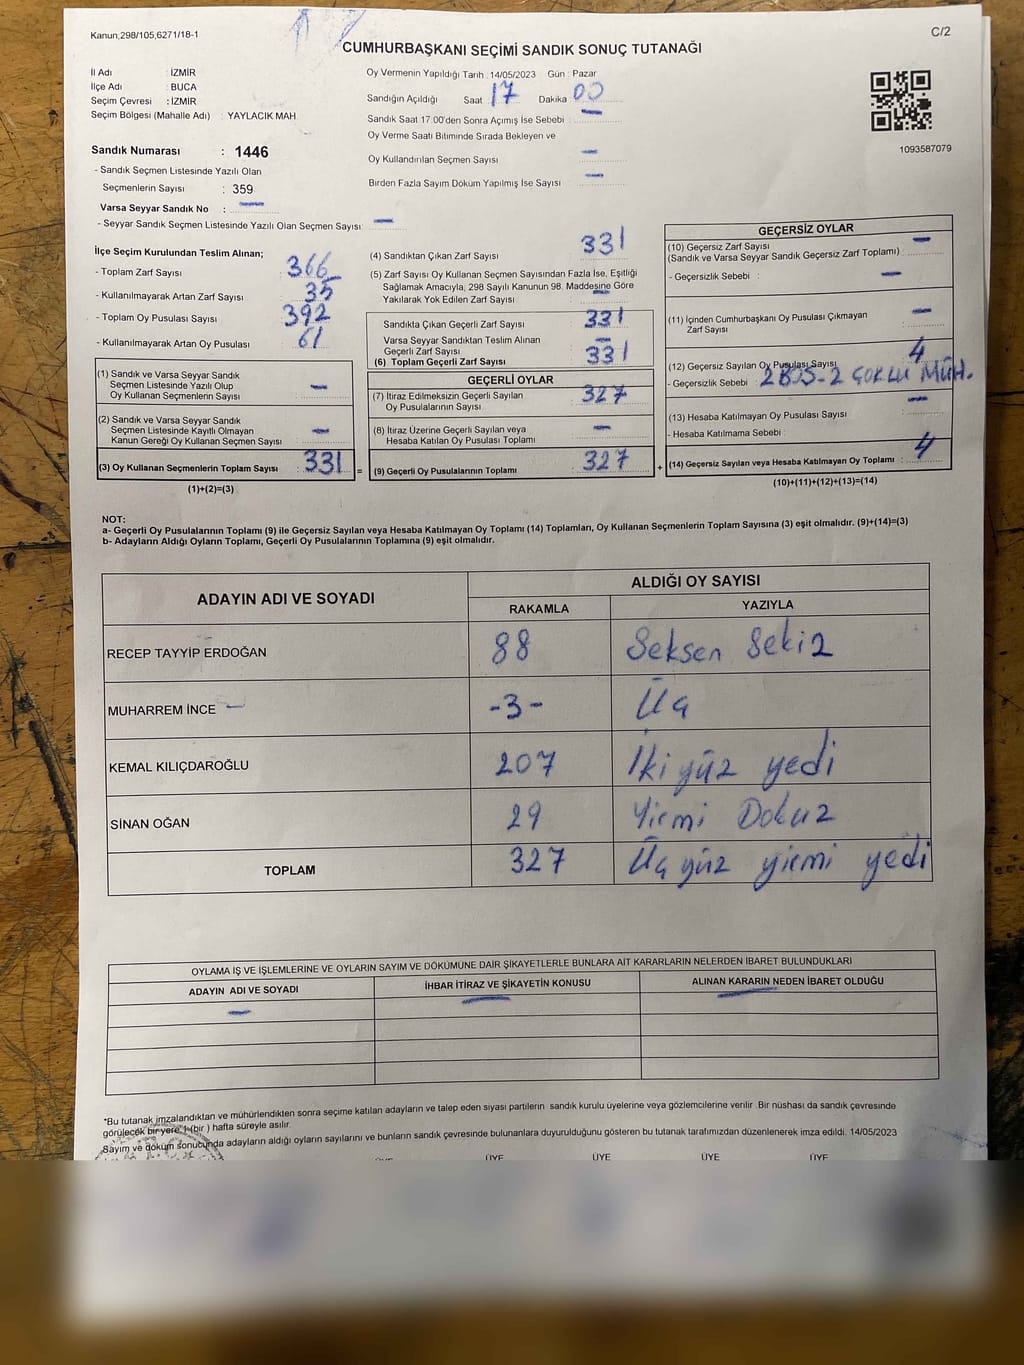 Kanun,298/105,6271/18-1
C/2
CUMHURBAŞKANI SEÇİMİ SANDIK SONUÇ TUTANAĞI
İl Adı : İZMİR
İlçe Adı : BUCA
Seçim Çevresi : İZMİR
Seçim Bölgesi (Mahalle Adı) : YAYLACIK MAH
Sandık Numarası : 1446
- Sandık Seçmen Listesinde Yazılı Olan
Seçmenlerin Sayısı : 359
Varsa Seyyar Sandık No : —
- Seyyar Sandık Seçmen Listesinde Yazılı Olan Seçmen Sayısı —
Oy Vermenin Yapıldığı Tarih : 14/05/2023 Gün : Pazar
Sandığın Açıldığı Saat : 17 Dakika : 00
Sandık Saat 17:00'den Sonra Açımış İse Sebebi : —
Oy Verme Saati Bitiminde Sırada Bekleyen ve
Oy Kullandırılan Seçmen Sayısı —
Birden Fazla Sayım Döküm Yapılmış İse Sayısı —
1093587079
İlçe Seçim Kurulundan Teslim Alınan;
- Toplam Zarf Sayısı 366
- Kullanılmayarak Artan Zarf Sayısı 35
- Toplam Oy Pusulası Sayısı 392
- Kullanılmayarak Artan Oy Pusulası 61
(1) Sandık ve Varsa Seyyar Sandık
Seçmen Listesinde Yazılı Olup
Oy Kullanan Seçmenlerin Sayısı —
(2) Sandık ve Varsa Seyyar Sandık
Seçmen Listesinde Kayıtlı Olmayan
Kanun Gereği Oy Kullanan Seçmen Sayısı —
(3) Oy Kullanan Seçmenlerin Toplam Sayısı : 331 =
(1)+(2)=(3)
(4) Sandıktan Çıkan Zarf Sayısı 331
(5) Zarf Sayısı Oy Kullanan Seçmen Sayısından Fazla İse, Eşitliği
Sağlamak Amacıyla, 298 Sayılı Kanunun 98. Maddesine Göre
Yakılarak Yok Edilen Zarf Sayısı —
Sandıkta Çıkan Geçerli Zarf Sayısı 331
Varsa Seyyar Sandıktan Teslim Alınan
Geçerli Zarf Sayısı —
(6) Toplam Geçerli Zarf Sayısı 331
GEÇERLİ OYLAR
(7) İtiraz Edilmeksizin Geçerli Sayılan
Oy Pusulalarının Sayısı 327
(8) İtiraz Üzerine Geçerli Sayılan veya
Hesaba Katılan Oy Pusulası Toplamı —
(9) Geçerli Oy Pusulalarının Toplamı 327 +
GEÇERSİZ OYLAR
(10) Geçersiz Zarf Sayısı
(Sandık ve Varsa Seyyar Sandık Geçersiz Zarf Toplamı) : —
- Geçersizlik Sebebi : —
(11) İçinden Cumhurbaşkanı Oy Pusulası Çıkmayan
Zarf Sayısı —
(12) Geçersiz Sayılan Oy Pusulası Sayısı 4
- Geçersizlik Sebebi : 2 BOŞ-2 ÇOKLU MÜH.
(13) Hesaba Katılmayan Oy Pusulası Sayısı —
- Hesaba Katılmama Sebebi :
(14) Geçersiz Sayılan veya Hesaba Katılmayan Oy Toplamı : 4
(10)+(11)+(12)+(13)=(14)
NOT:
a- Geçerli Oy Pusulalarının Toplamı (9) ile Geçersiz Sayılan veya Hesaba Katılmayan Oy Toplamı (14) Toplamları, Oy Kullanan Seçmenlerin Toplam Sayısına (3) eşit olmalıdır. (9)+(14)=(3)
b- Adayların Aldığı Oyların Toplamı, Geçerli Oy Pusulalarının Toplamına (9) eşit olmalıdır.
ADAYIN ADI VE SOYADI ALDIĞI OY SAYISI
RAKAMLA YAZIYLA
RECEP TAYYİP ERDOĞAN 88 Seksen Sekiz
MUHARREM İNCE — -3- Üç
KEMAL KILIÇDAROĞLU 207 İki yüz yedi
SİNAN OĞAN 29 Yirmi Dokuz
TOPLAM 327 Üç yüz yirmi yedi
OYLAMA İŞ VE İŞLEMLERİNE VE OYLARIN SAYIM VE DÖKÜMÜNE DAİR ŞİKAYETLERLE BUNLARA AİT KARARLARIN NELERDEN İBARET BULUNDUKLARI
ADAYIN ADI VE SOYADI İHBAR İTİRAZ VE ŞİKAYETİN KONUSU ALINAN KARARIN NEDEN İBARET OLDUĞU
—
*Bu tutanak imzalandıktan ve mühürlendikten sonra seçime katılan adayların ve talep eden siyasi partilerin sandık kurulu üyelerine veya gözlemcilerine verilir .Bir nüshası da sandık çevresinde
görülecek bir yere 1 (bir ) hafta süreyle asılır.
Sayım ve döküm sonucunda adayların aldığı oyların sayılarını ve bunların sandık çevresinde bulunanlara duyurulduğunu gösteren bu tutanak tarafımızdan düzenlenerek imza edildi. 14/05/2023
ÜYE ÜYE ÜYE ÜYE ÜYE